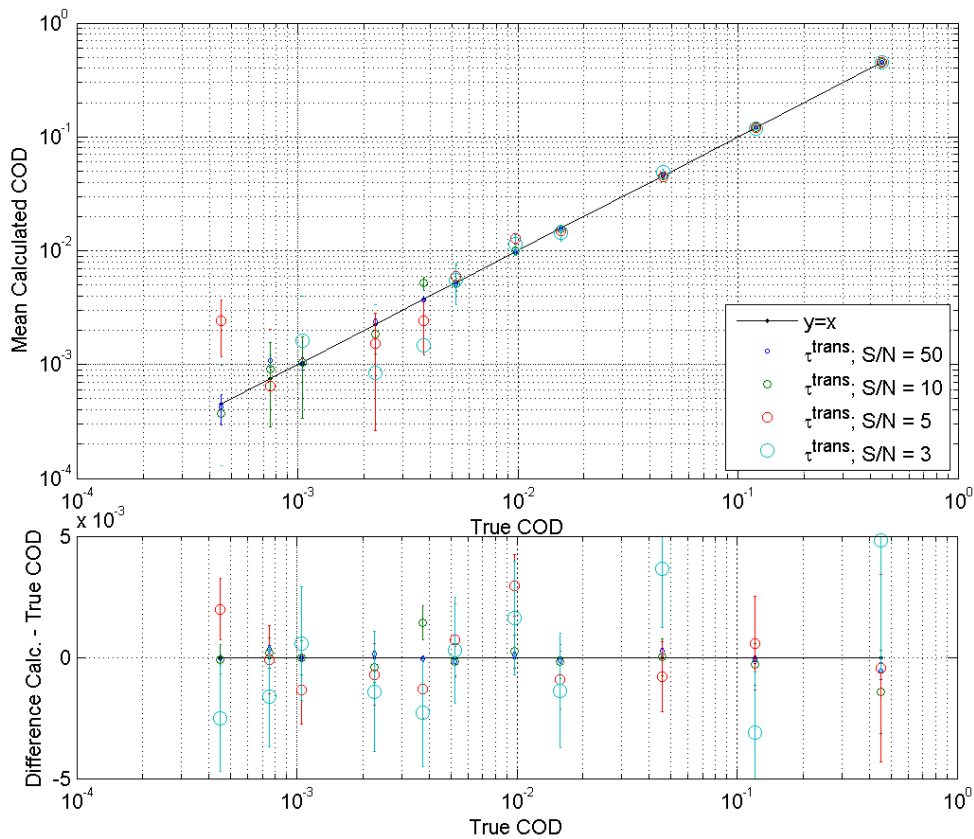 10^0
10^-1
10^-2
10^-3
10^-4
Mean Calculated COD
y=x
τ^trans; S/N = 50
τ^trans; S/N = 10
τ^trans; S/N = 5
τ^trans; S/N = 3
10^-4 10^-3 10^-2 10^-1 10^0
True COD
x 10^-3
5
0
-5
Difference Calc. - True COD
10^-4 10^-3 10^-2 10^-1 10^0
True COD